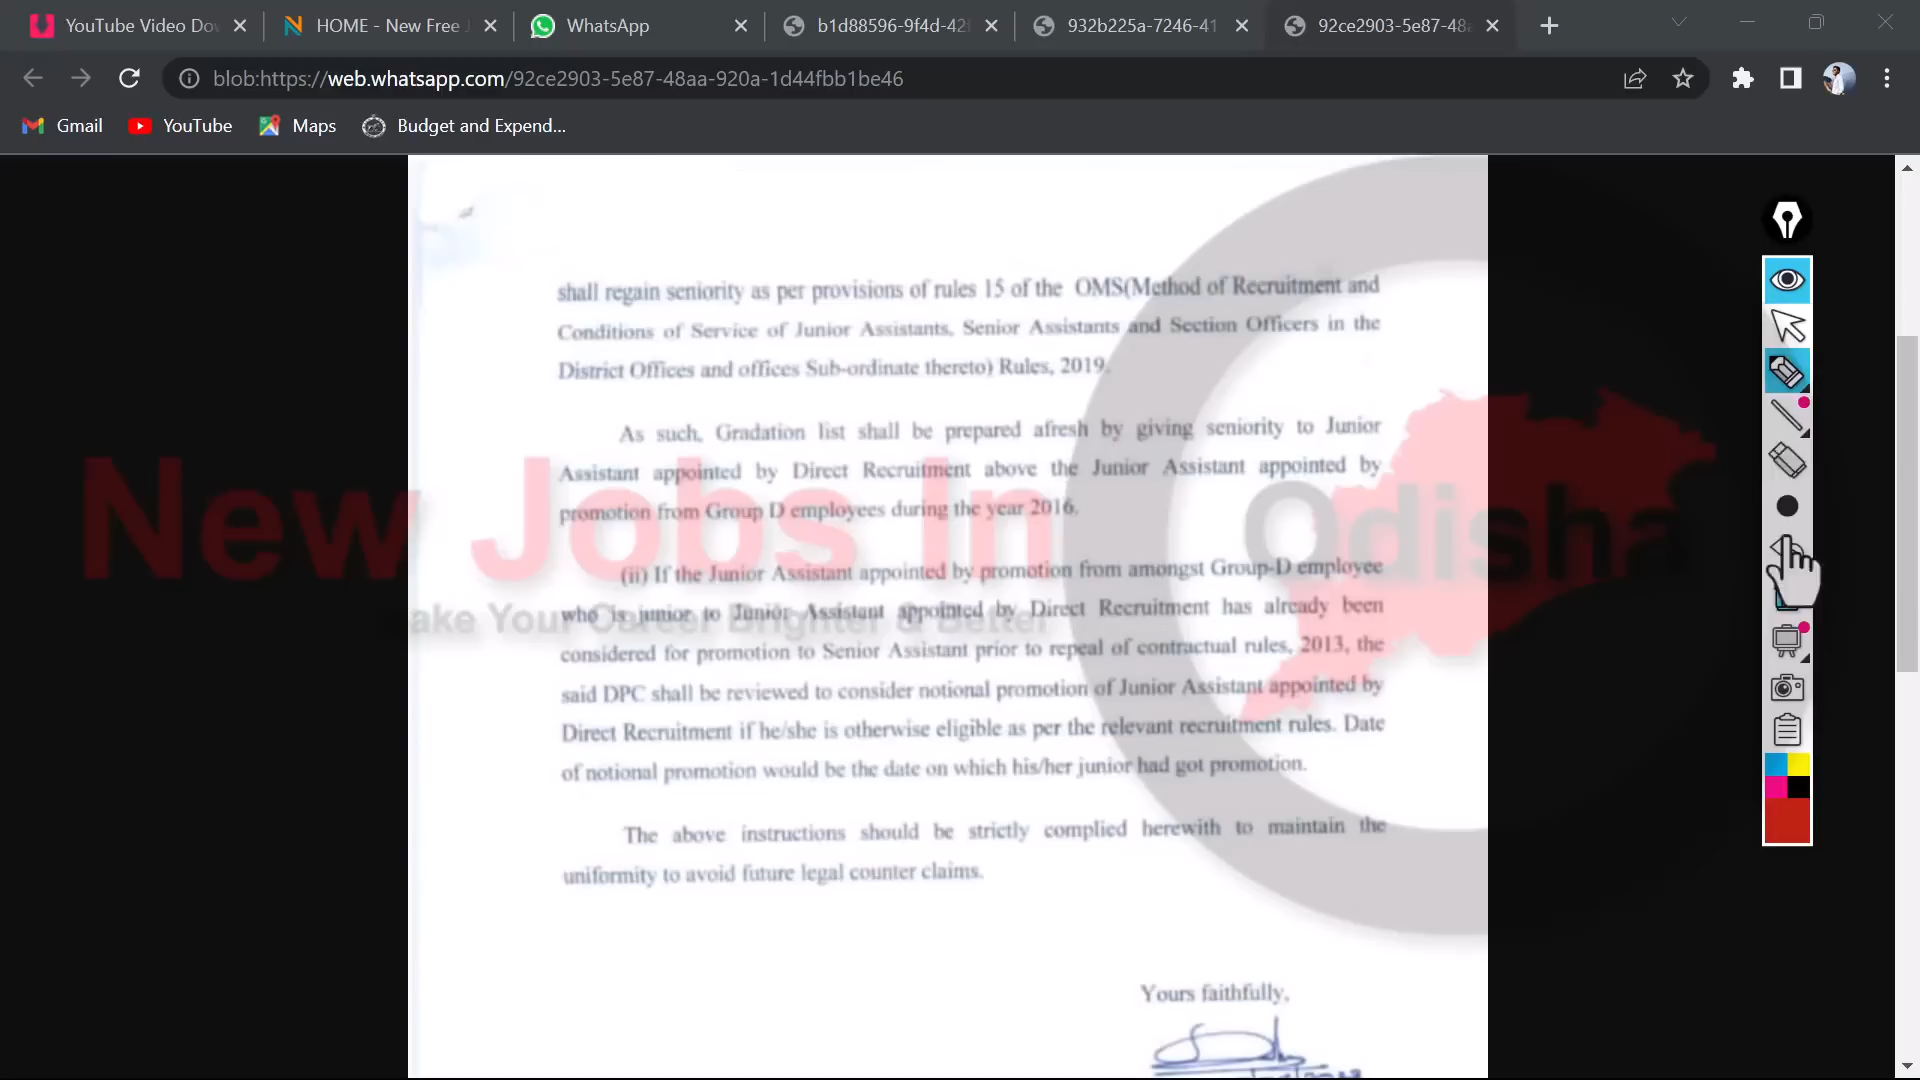 YouTube Video Do
HOME - New Free J
WhatsApp
b1d88596-9f4d-42f
932b225a-7246-41
92ce2903-5e87-48a
blob:https://web.whatsapp.com/92ce2903-5e87-48aa-920a-1d44fbb1be46
Gmail
YouTube
Maps
Budget and Expend...
shall regain seniority as per provisions of rules 15 of the OMS(Method of Recruitment and
Conditions of Service of Junior Assistants, Senior Assistants and Section Officers in the
District Offices and offices Sub-ordinate thereto) Rules, 2019.
As such, Gradation list shall be prepared afresh by giving seniority to Junior
Assistant appointed by Direct Recruitment above the Junior Assistant appointed by
promotion from Group D employees during the year 2016.
New Jobs In Odisha
(ii) If the Junior Assistant appointed by promotion from amongst Group-D employee
who is junior to Junior Assistant appointed by Direct Recruitment has already been
ake Your Career Brighter & Better
considered for promotion to Senior Assistant prior to repeal of contractual rules, 2013, the
said DPC shall be reviewed to consider notional promotion of Junior Assistant appointed by
Direct Recruitment if he/she is otherwise eligible as per the relevant recruitment rules. Date
of notional promotion would be the date on which his/her junior had got promotion.
The above instructions should be strictly complied herewith to maintain the
uniformity to avoid future legal counter claims.
Yours faithfully,